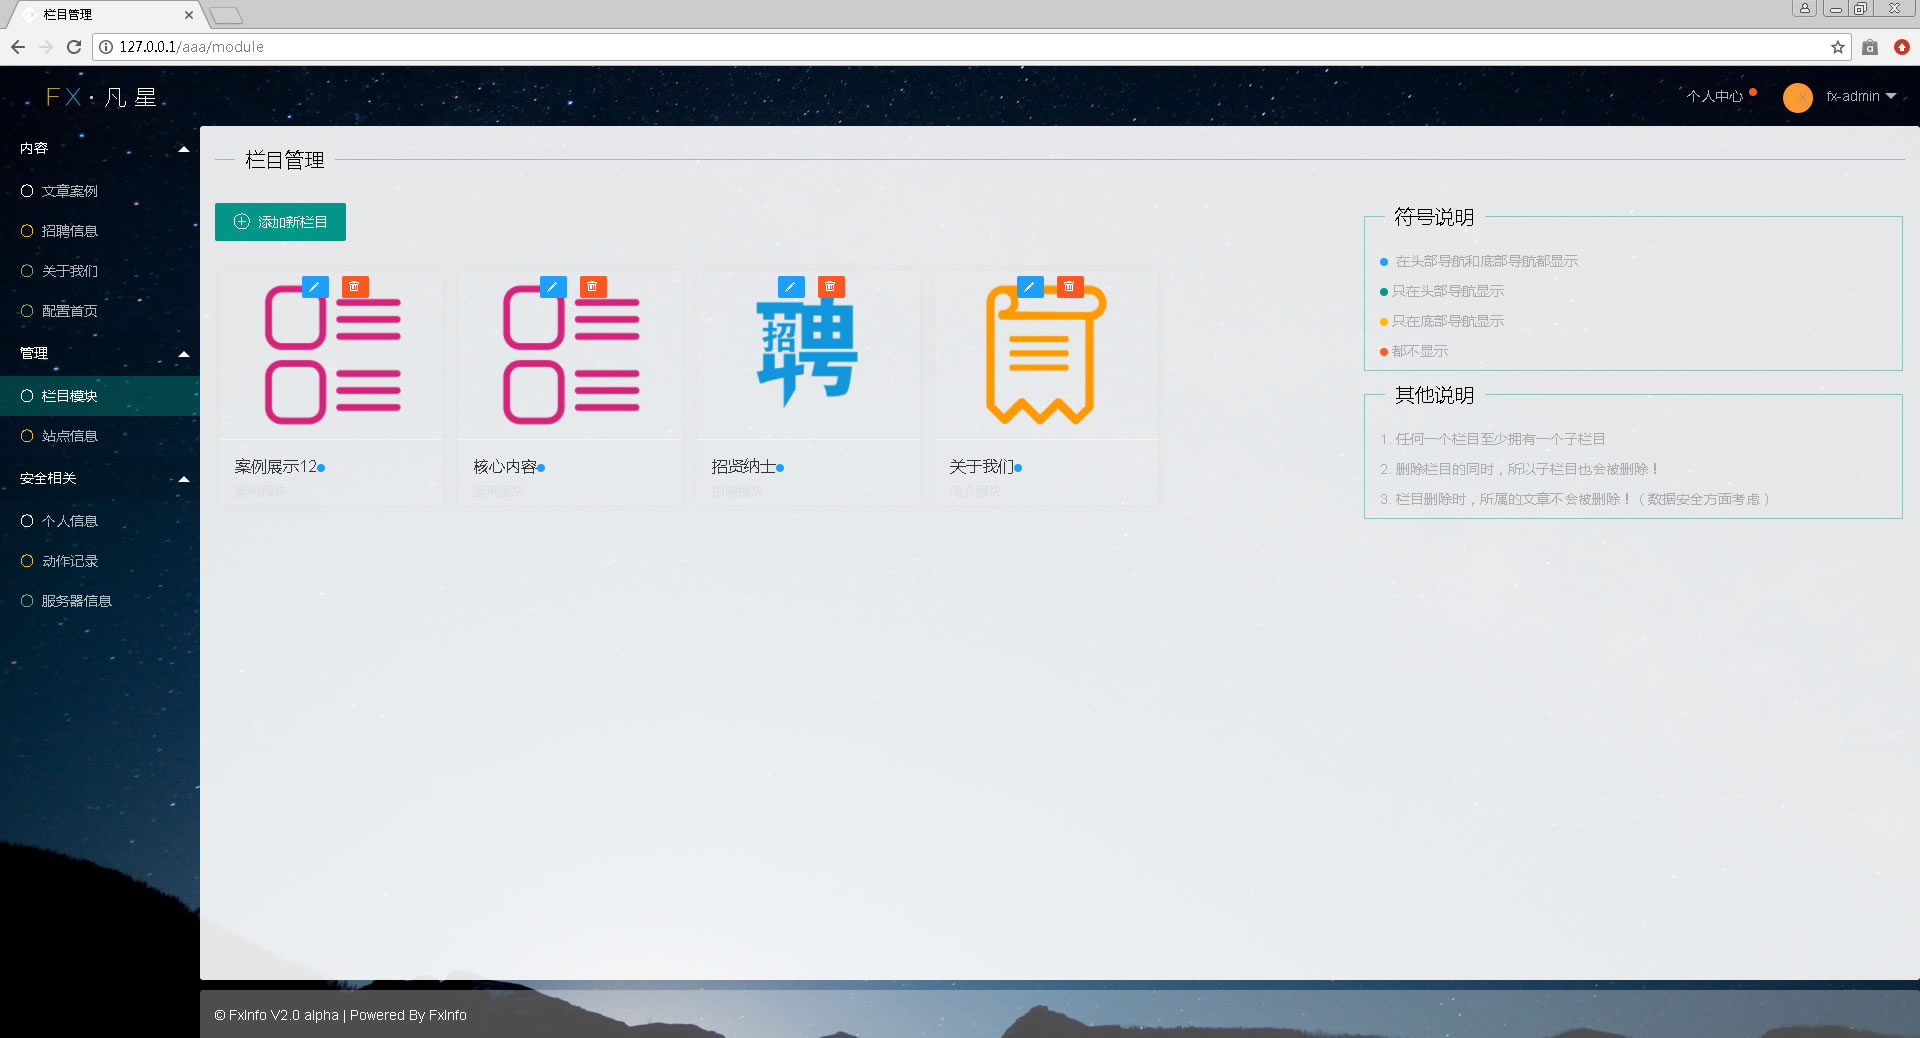 栏目管理
127.0.0.1/aaa/module
FX·凡星
个人中心
fx-admin
内容
文章案例
招聘信息
关于我们
配置首页
管理
栏目模块
站点信息
安全相关
个人信息
动作记录
服务器信息
栏目管理
添加新栏目
招聘
案例展示12
案例模块
核心内容
案例模块
招贤纳士
招聘模块
关于我们
简介模块
符号说明
在头部导航和底部导航都显示
只在头部导航显示
只在底部导航显示
都不显示
其他说明
1. 任何一个栏目至少拥有一个子栏目
2. 删除栏目的同时，所以子栏目也会被删除！
3. 栏目删除时，所属的文章不会被删除！（数据安全方面考虑）
© FxInfo V2.0 alpha | Powered By FxInfo